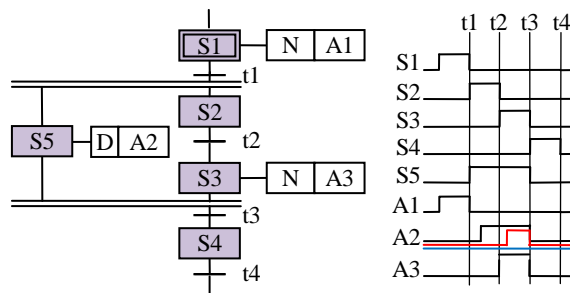 S1 N A1
t1
S2
S5 D A2
t2
S3 N A3
t3
S4
t4
t1 t2 t3 t4
S1
S2
S3
S4
S5
A1
A2
A3